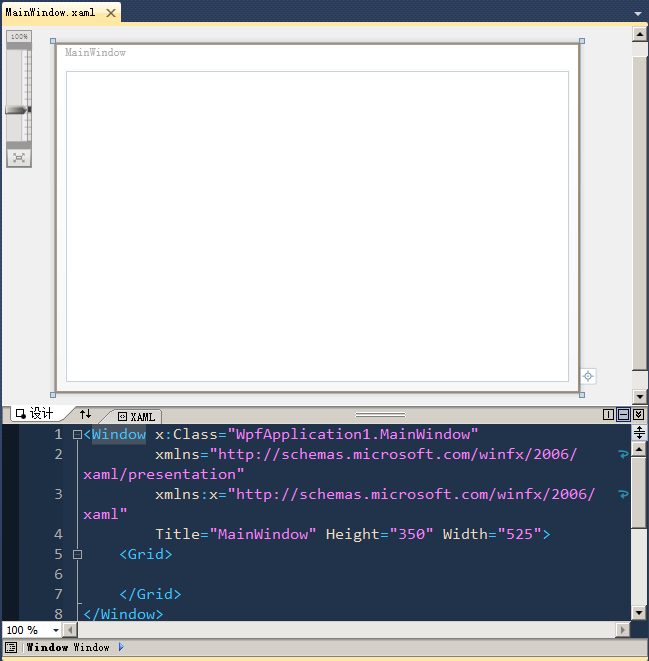 MainWindow.xaml
100%
MainWindow
设计
XAML
1 <Window x:Class="WpfApplication1.MainWindow"
2 xmlns="http://schemas.microsoft.com/winfx/2006/
xaml/presentation"
3 xmlns:x="http://schemas.microsoft.com/winfx/2006/
xaml"
4 Title="MainWindow" Height="350" Width="525">
5 <Grid>
6
7 </Grid>
8 </Window>
100 %
Window Window